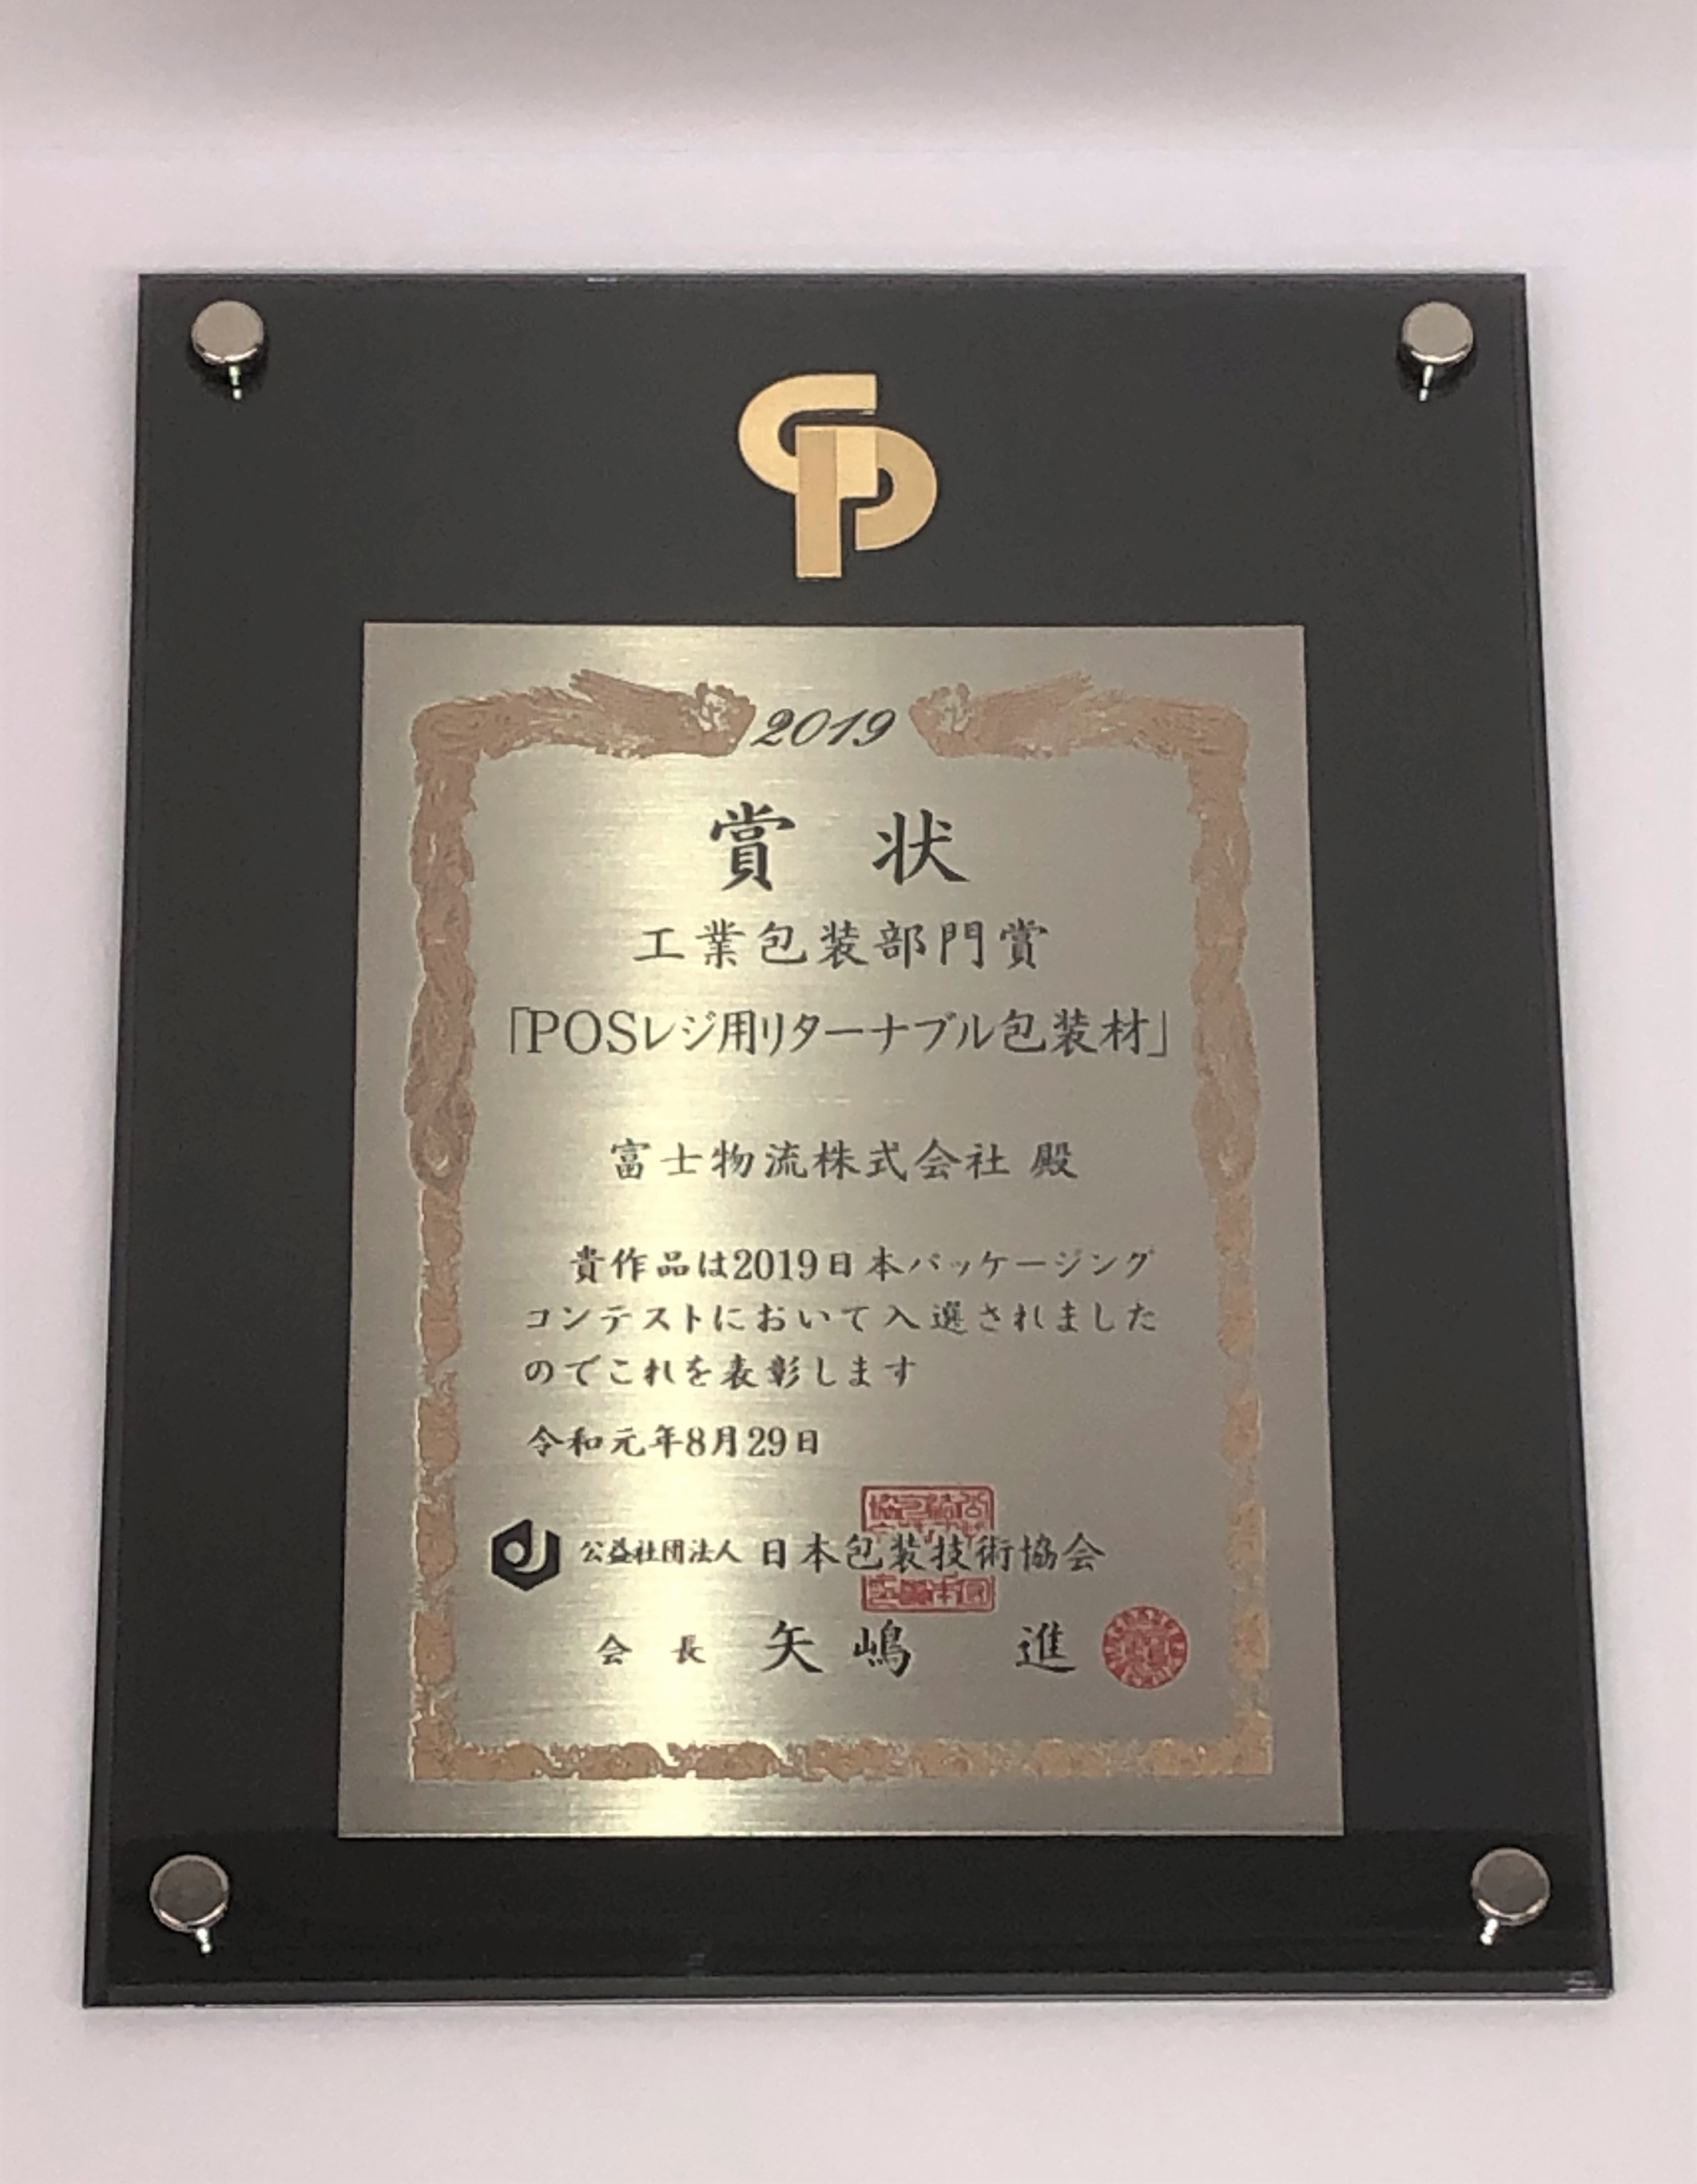 2019
賞状
工業包装部門賞
「POSレジ用リターナブル包装材」
富士物流株式会社 殿
貴作品は2019日本パッケージング
コンテストにおいて入選されました
のでこれを表彰します
令和元年8月29日
公益社団法人 日本包装技術協会
会長 矢嶋 進